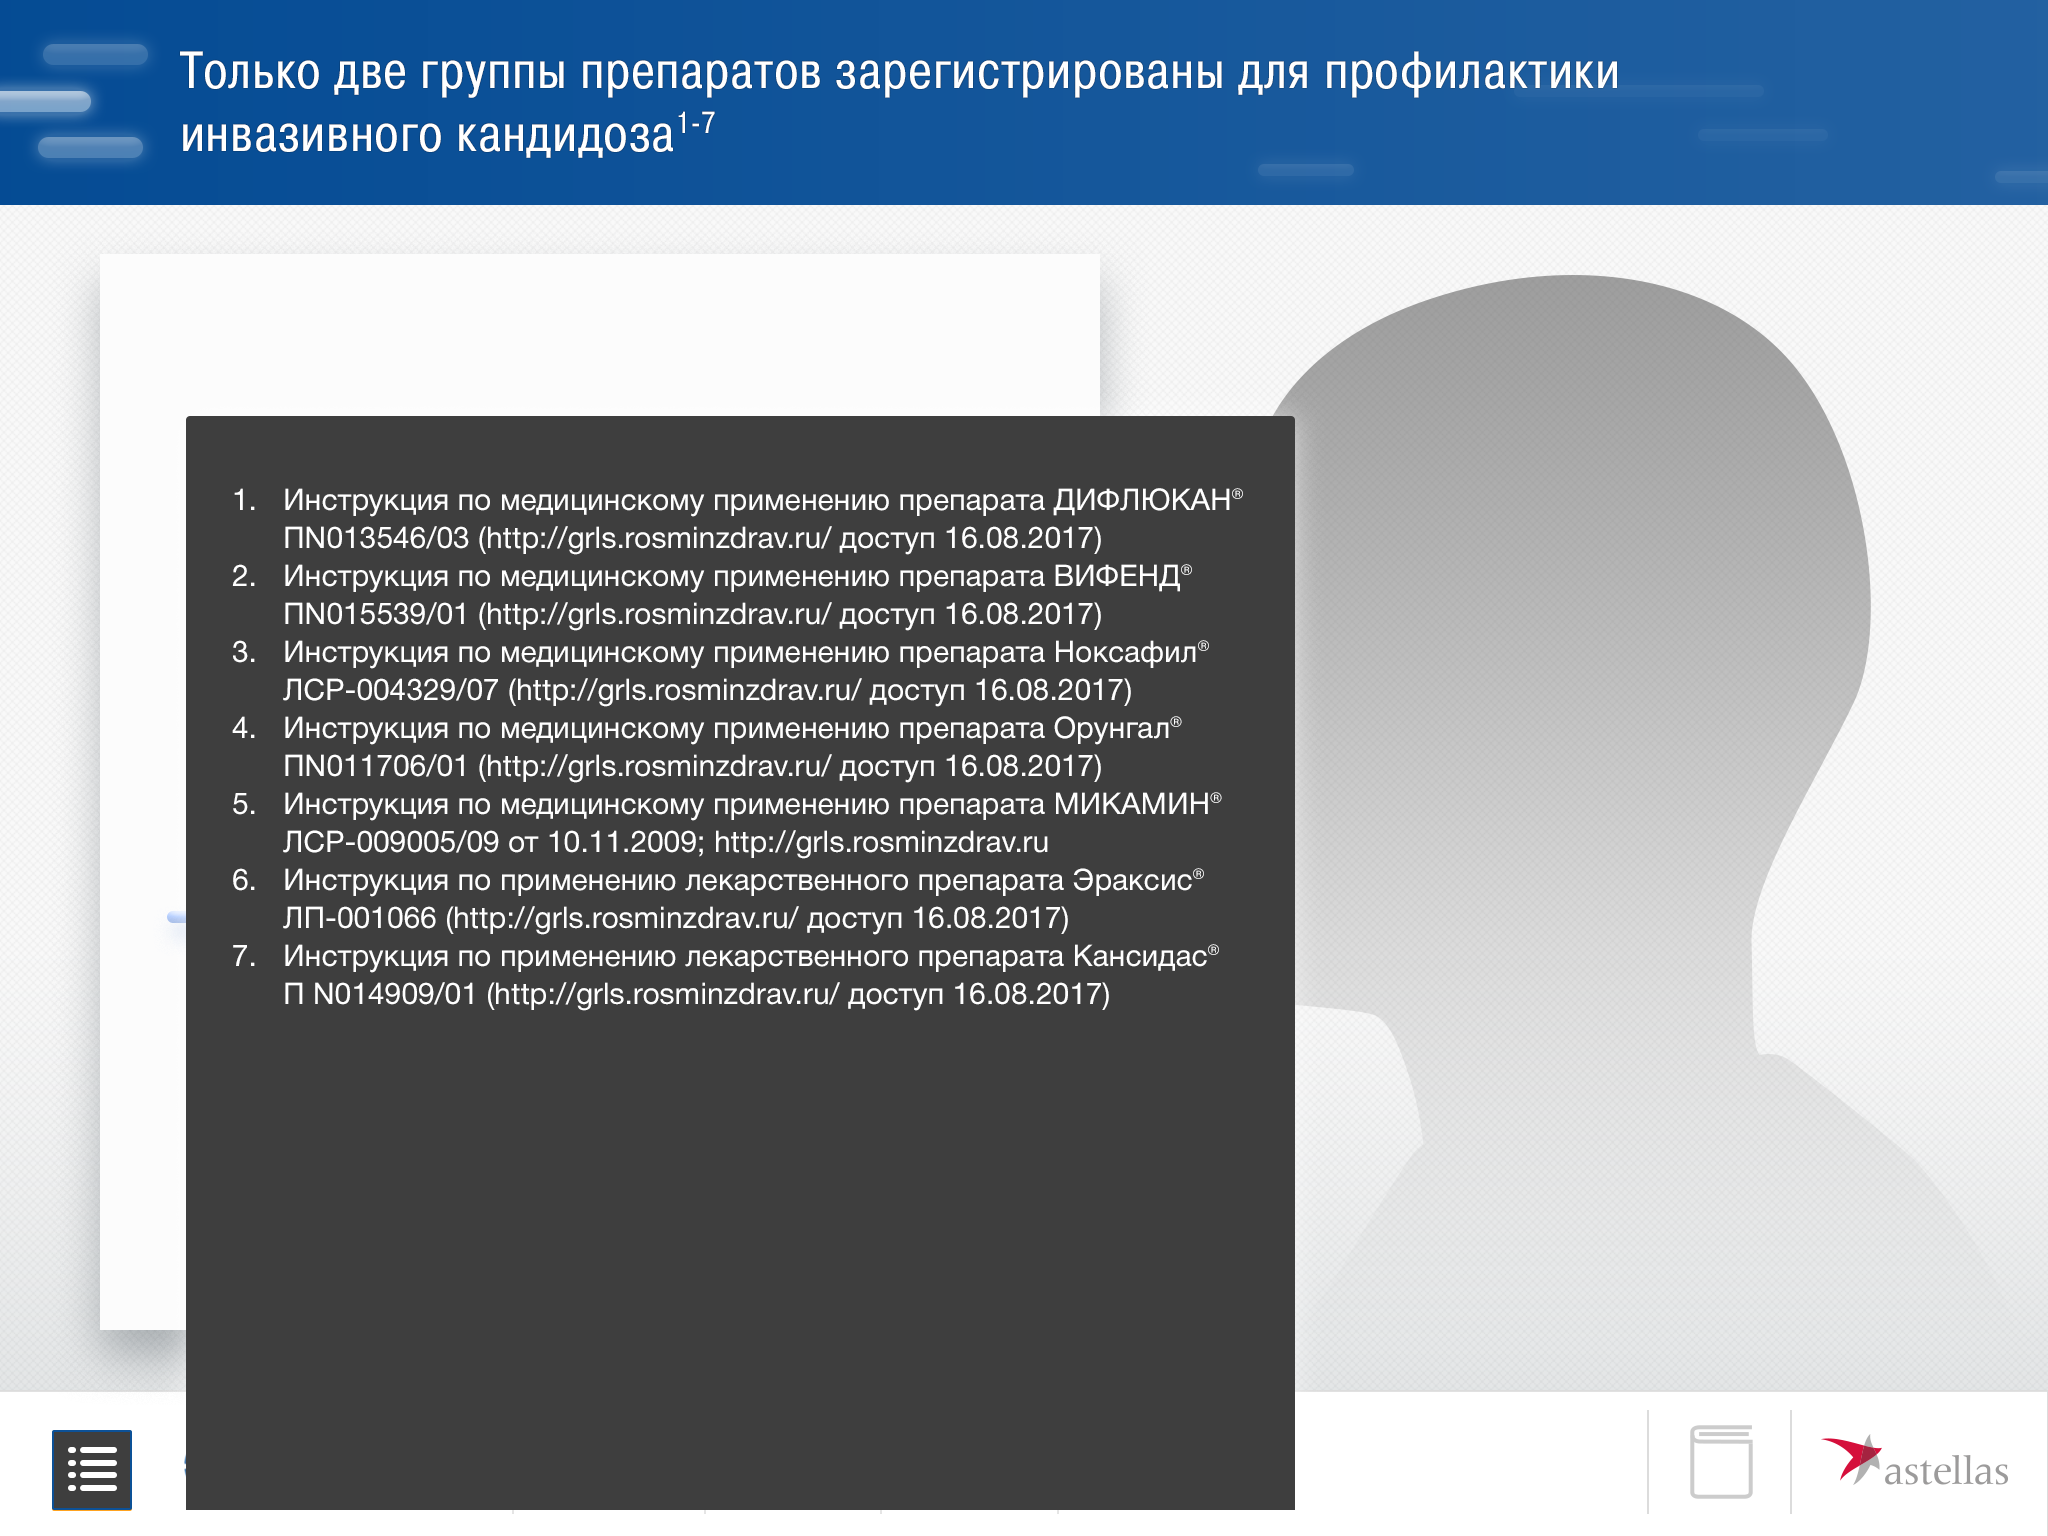 Только две группы препаратов зарегистрированы для профилактики
инвазивного кандидоза1-7
1. Инструкция по медицинскому применению препарата ДИФЛЮКАН®
ПN013546/03 (http://grls.rosminzdrav.ru/ доступ 16.08.2017)
2. Инструкция по медицинскому применению препарата ВИФЕНД®
ПN015539/01 (http://grls.rosminzdrav.ru/ доступ 16.08.2017)
3. Инструкция по медицинскому применению препарата Ноксафил®
ЛСР-004329/07 (http://grls.rosminzdrav.ru/ доступ 16.08.2017)
4. Инструкция по медицинскому применению препарата Орунгал®
ПN011706/01 (http://grls.rosminzdrav.ru/ доступ 16.08.2017)
5. Инструкция по медицинскому применению препарата МИКАМИН®
ЛСР-009005/09 от 10.11.2009; http://grls.rosminzdrav.ru
6. Инструкция по применению лекарственного препарата Эраксис®
ЛП-001066 (http://grls.rosminzdrav.ru/ доступ 16.08.2017)
7. Инструкция по применению лекарственного препарата Кансидас®
П N014909/01 (http://grls.rosminzdrav.ru/ доступ 16.08.2017)
astellas